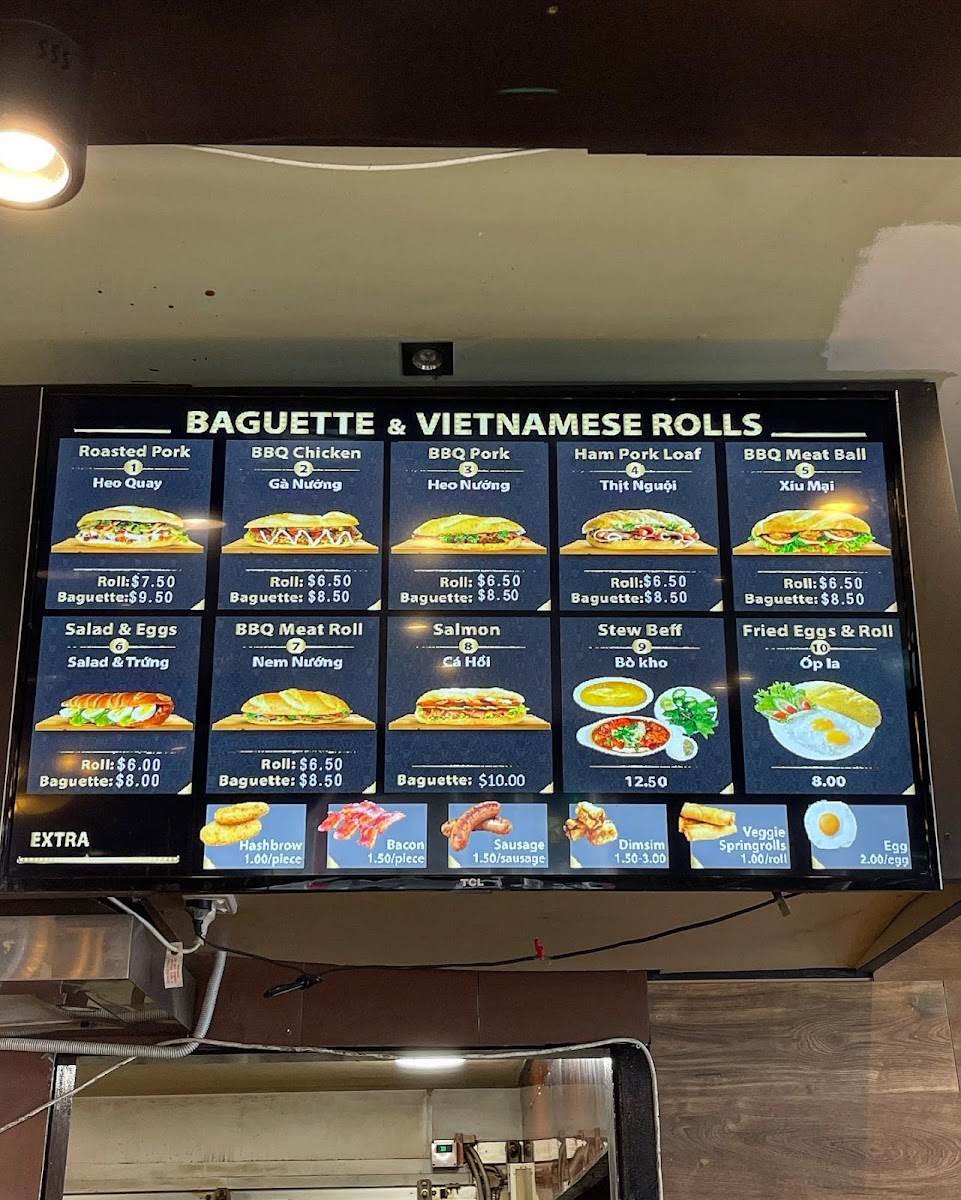 BAGUETTE & VIETNAMESE ROLLS
Roasted Pork
1
Heo Quay
Roll:$7.50
Baguette:$9.50
BBQ Chicken
2
Gà Nướng
Roll: $6.50
Baguette: $8.50
BBQ Pork
3
Heo Nướng
Roll: $6.50
Baguette: $8.50
Ham Pork Loaf
4
Thịt Nguội
Roll:$6.50
Baguette:$8.50
BBQ Meat Ball
5
Xíu Mại
Roll:$6.50
Baguette: $8.50
Salad & Eggs
6
Salad & Trứng
Roll:$6.00
Baguette:$8.00
BBQ Meat Roll
7
Nem Nướng
Roll: $6.50
Baguette: $8.50
Salmon
8
Cá Hồi
Baguette: $10.00
Stew Beff
9
Bò kho
12.50
Fried Eggs & Roll
10
Ốp la
8.00
EXTRA
Hashbrow
1.00/piece
Bacon
1.50/piece
Sausage
1.50/sausage
Dimsim
1.50-3.00
Veggie
Springrolls
1.00/roll
Egg
2.00/egg
TCL